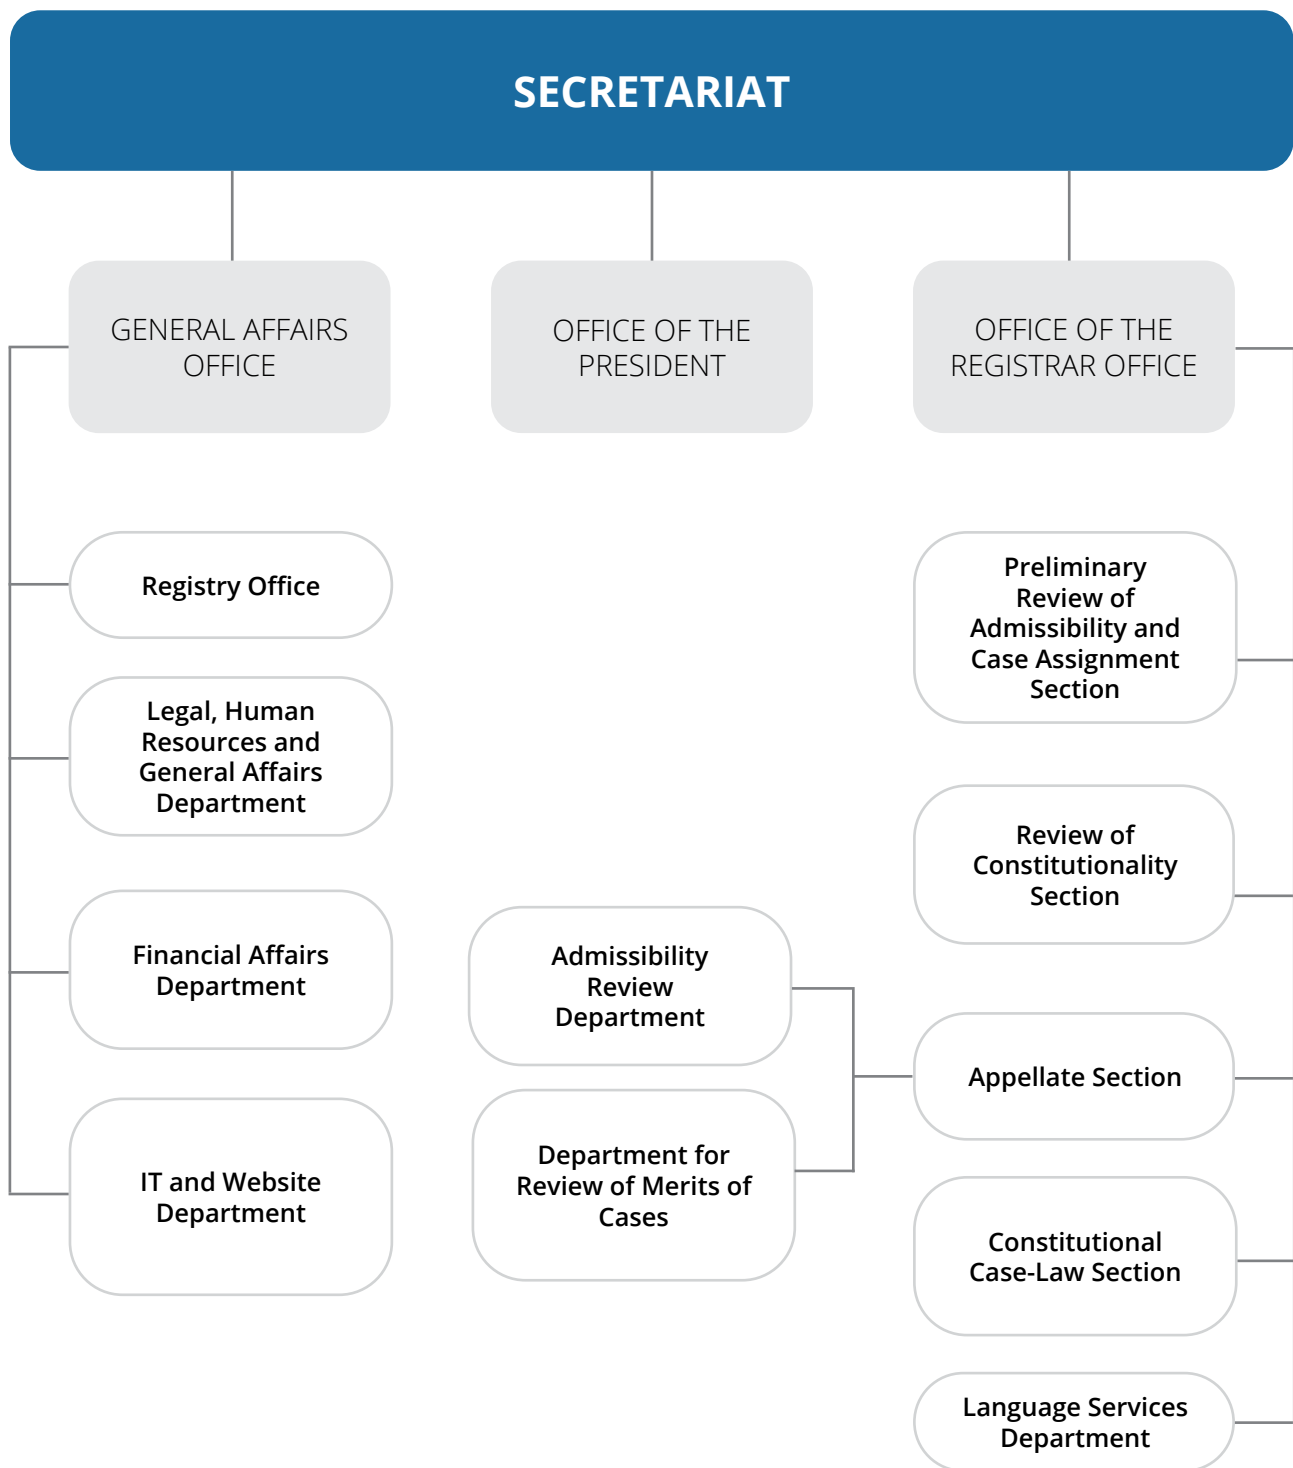 SECRETARIAT
GENERAL AFFAIRS
OFFICE
OFFICE OF THE
PRESIDENT
OFFICE OF THE
REGISTRAR OFFICE
Registry Office
Legal, Human
Resources and
General Affairs
Department
Financial Affairs
Department
IT and Website
Department
Admissibility
Review
Department
Department for
Review of Merits of
Cases
Preliminary
Review of
Admissibility and
Case Assignment
Section
Review of
Constitutionality
Section
Appellate Section
Constitutional
Case-Law Section
Language Services
Department